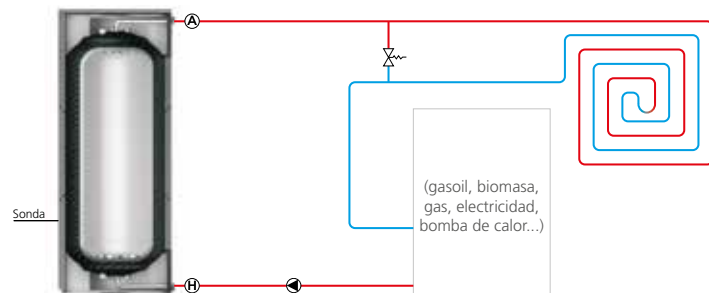 A
Sonda
(gasoil, biomasa,
gas, electricidad,
bomba de calor...)
H